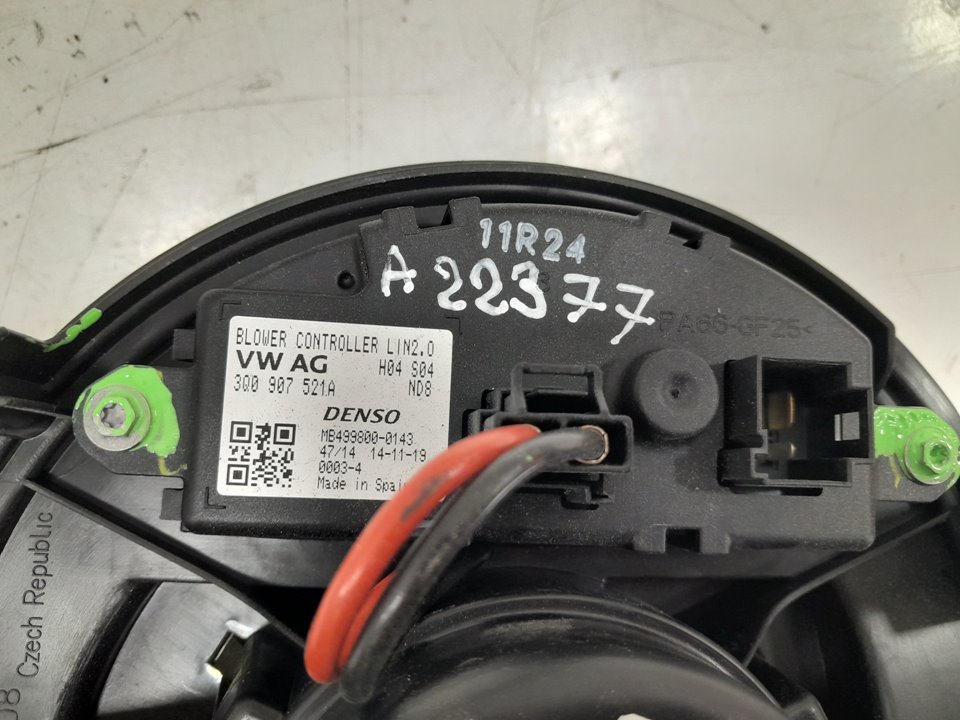 11R24
A 22377
>PA66-GF25<
BLOWER CONTROLLER LIN2.0
VW AG H04 S04
3Q0 907 521A ND8
DENSO
MB499800-0143
47/14 14-11-19
0003-4
Made in Spai
Czech Republic
08